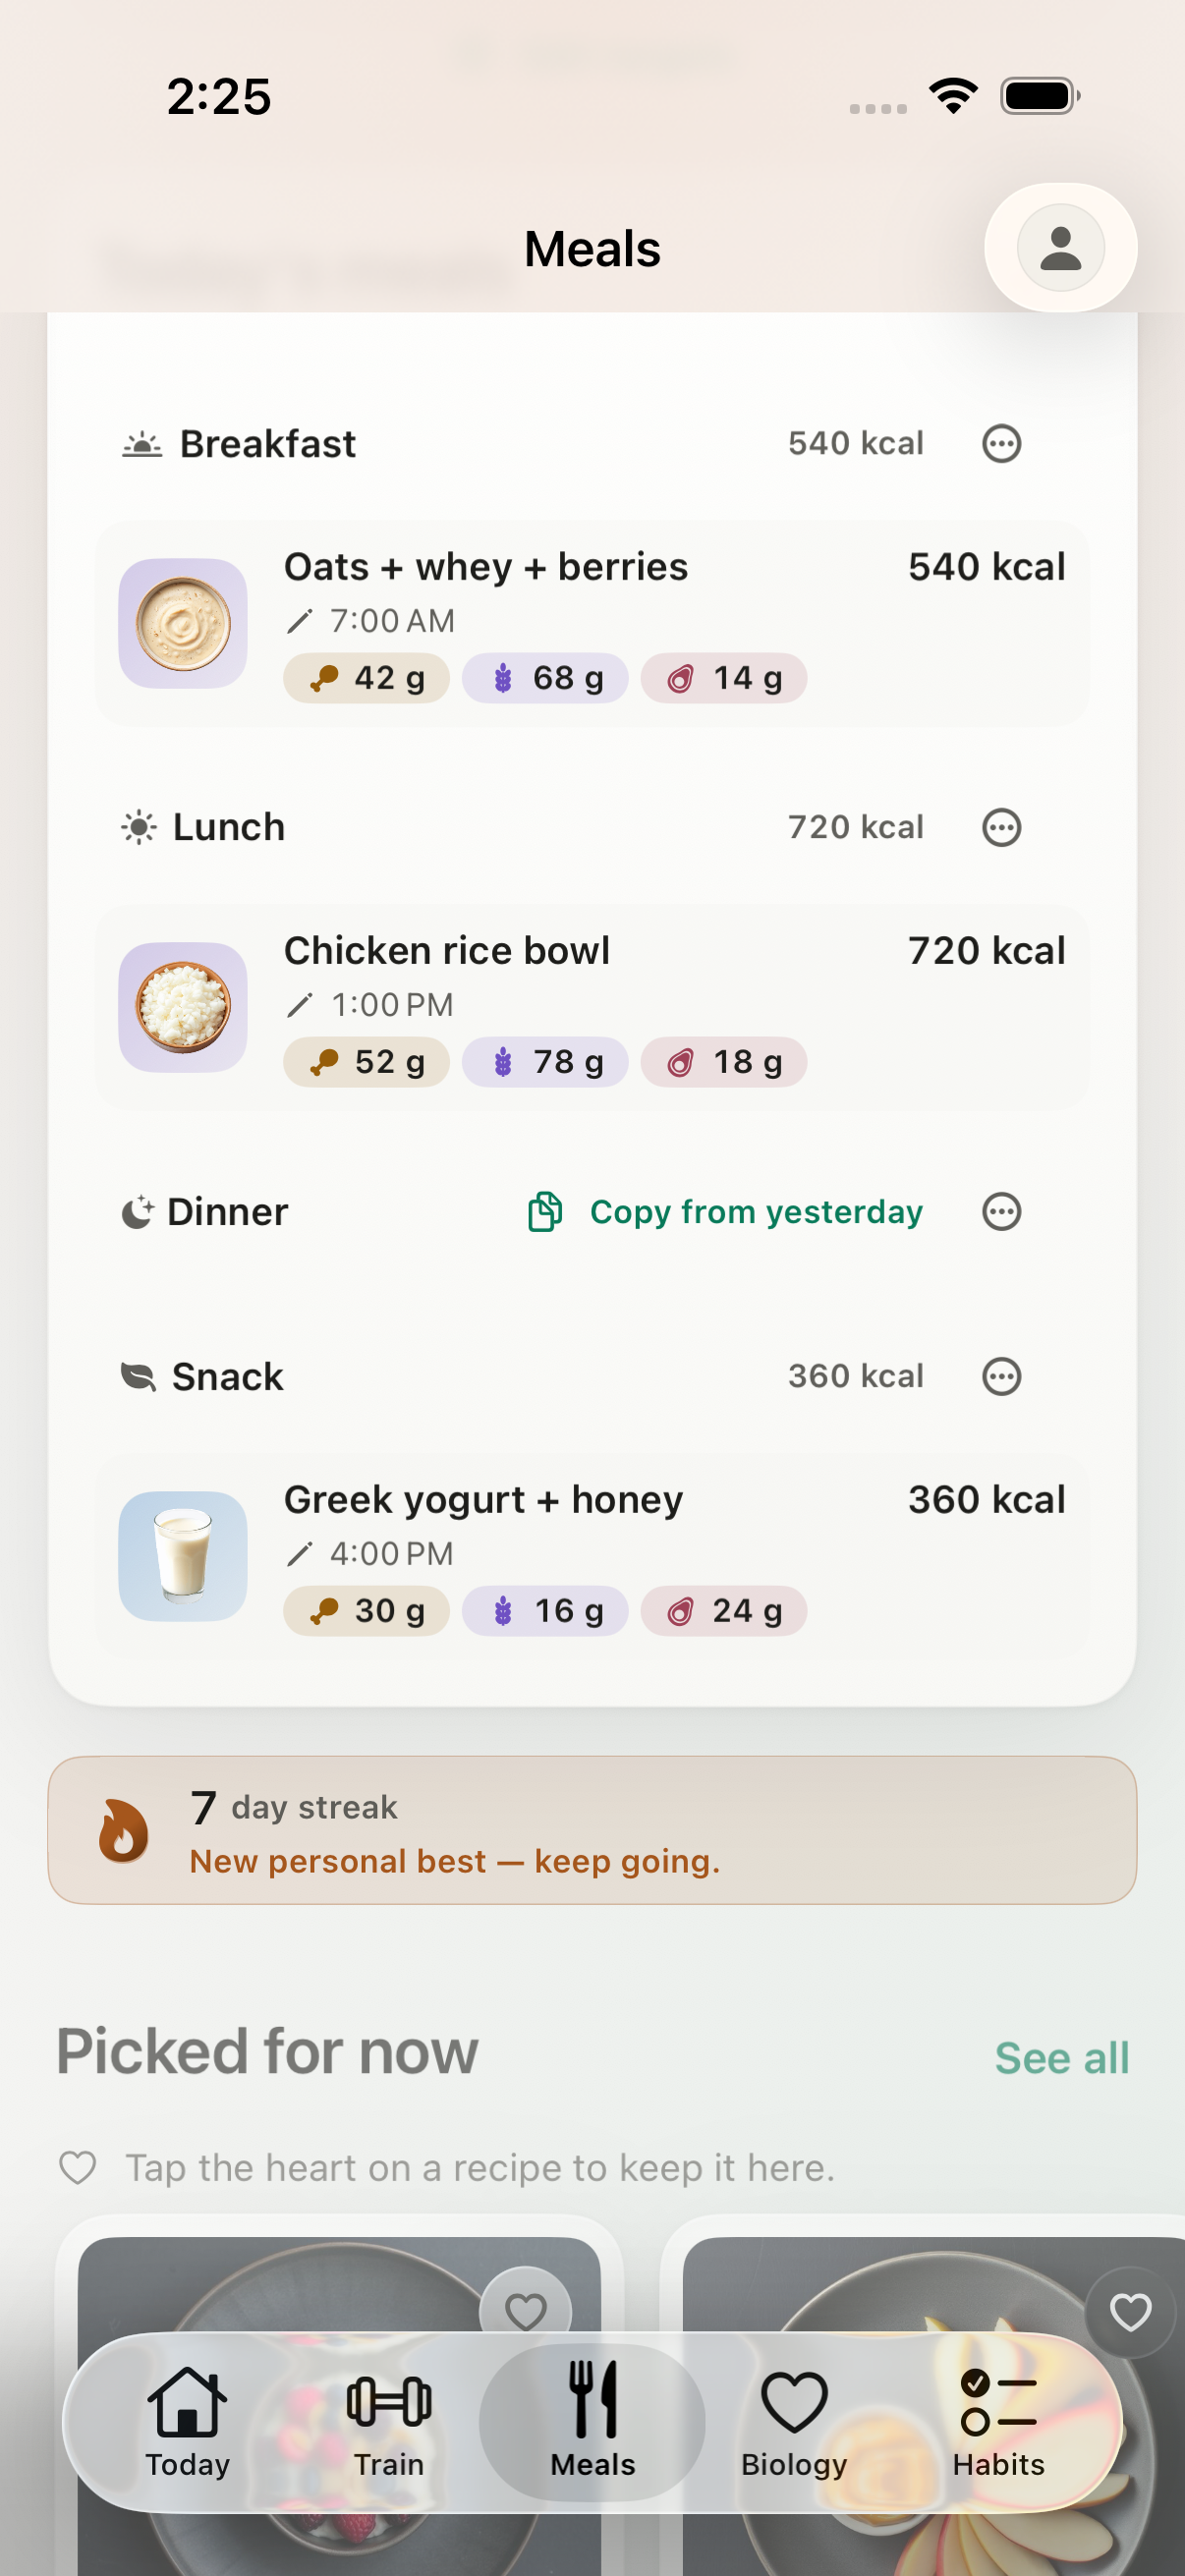 2:25
Meals
Breakfast 540 kcal
Oats + whey + berries 540 kcal
7:00 AM
42 g 68 g 14 g
Lunch 720 kcal
Chicken rice bowl 720 kcal
1:00 PM
52 g 78 g 18 g
Dinner Copy from yesterday
Snack 360 kcal
Greek yogurt + honey 360 kcal
4:00 PM
30 g 16 g 24 g
7 day streak
New personal best — keep going.
Picked for now See all
Tap the heart on a recipe to keep it here.
Today Train Meals Biology Habits